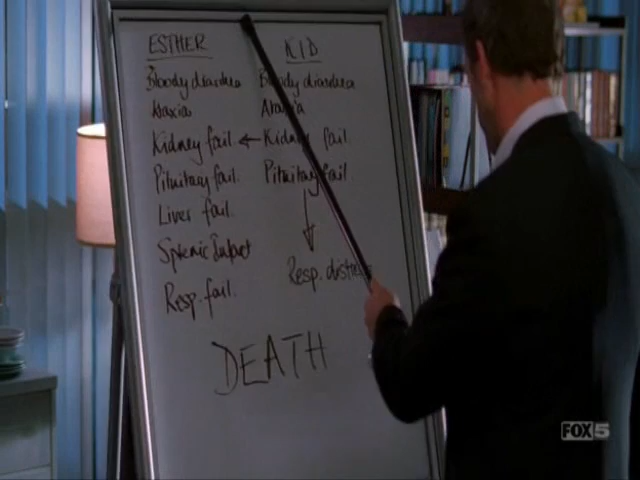 ESTHER KID
Bloody diarrhea Bloody diarrhea
Ataxia Ataxia
Kidney fail. Kidney fail.
Pituitary fail. Pituitary fail
Liver fail.
Splenic Infarct Resp. distress
Resp. fail.
DEATH
FOX 5